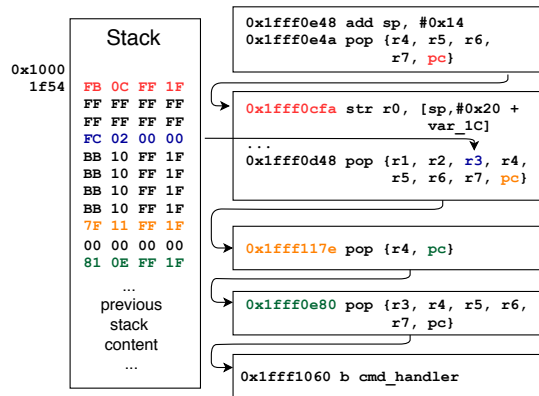 Stack
0x1000
1f54
FB 0C FF 1F
FF FF FF FF
FF FF FF FF
FC 02 00 00
BB 10 FF 1F
BB 10 FF 1F
BB 10 FF 1F
BB 10 FF 1F
7F 11 FF 1F
00 00 00 00
81 0E FF 1F
...
previous
stack
content
...
0x1fff0e48 add sp, #0x14
0x1fff0e4a pop {r4, r5, r6,
r7, pc}
0x1fff0cfa str r0, [sp,#0x20 +
var_1C]
...
0x1fff0d48 pop {r1, r2, r3, r4,
r5, r6, r7, pc}
0x1fff117e pop {r4, pc}
0x1fff0e80 pop {r3, r4, r5, r6,
r7, pc}
0x1fff1060 b cmd_handler